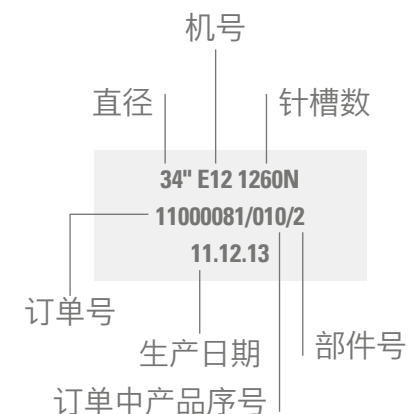 机号
直径
针槽数
34" E12 1260N
11000081/010/2
11.12.13
订单号
生产日期
部件号
订单中产品序号